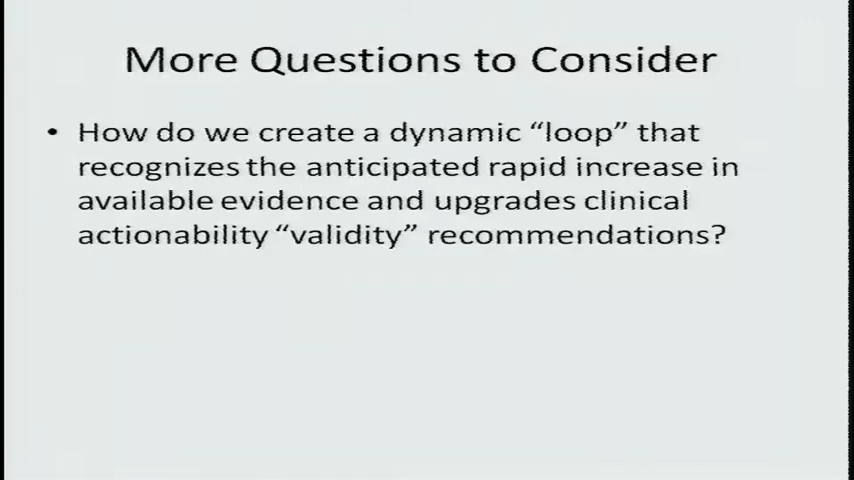 More Questions to Consider
• How do we create a dynamic “loop” that
recognizes the anticipated rapid increase in
available evidence and upgrades clinical
actionability “validity” recommendations?